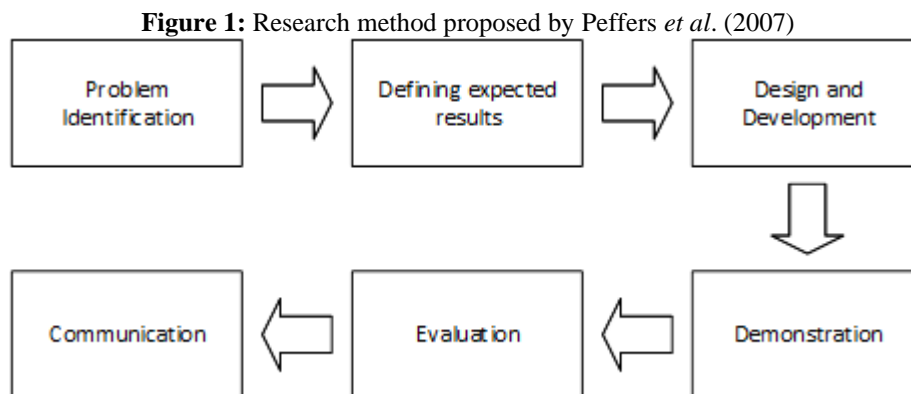 Figure 1: Research method proposed by Peffers et al. (2007)
Problem
Identification
Defining expected
results
Design and
Development
Communication
Evaluation
Demonstration